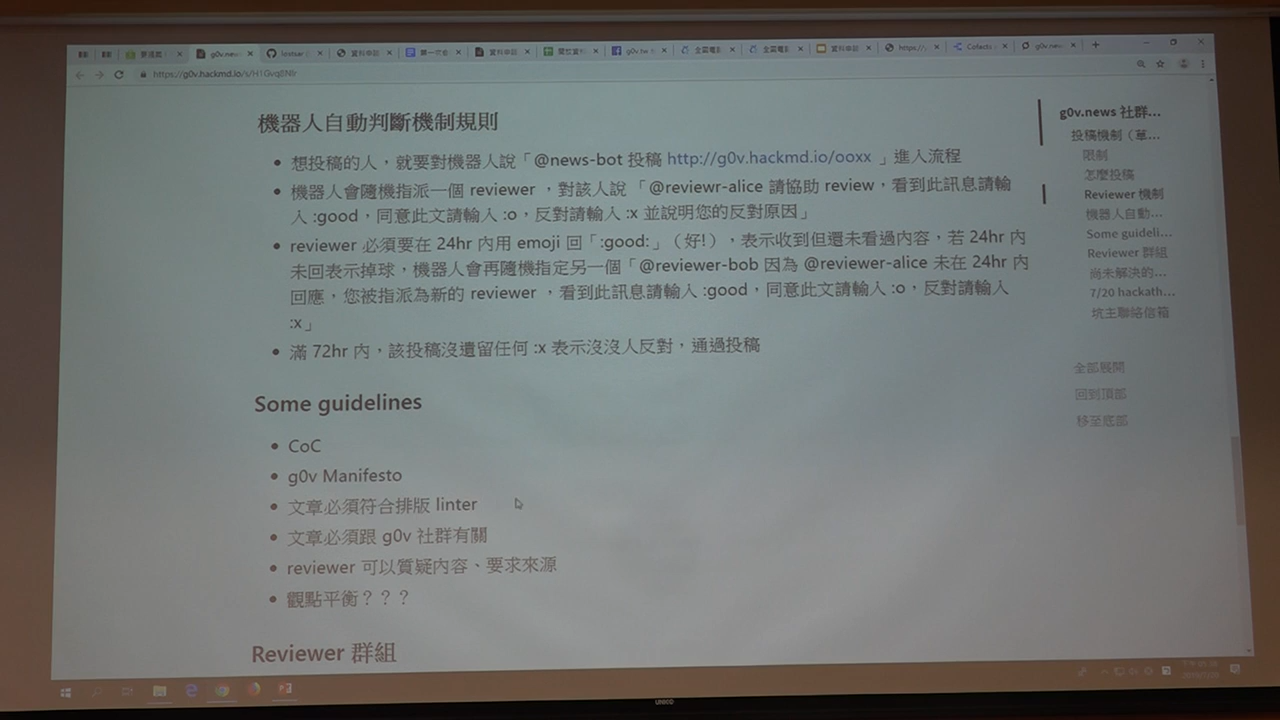 g0v.new
g0v.tw
Cofacts
g0v.new
https://g0v.hackmd.io/s/H1GvqBNlr
機器人自動判斷機制規則
想投稿的人，就要對機器人說「@news-bot 投稿 http://g0v.hackmd.io/ooxx 」進入流程
機器人會隨機指派一個 reviewer ，對該人說 「@reviewr-alice 請協助 review，看到此訊息請輸
入 :good，同意此文請輸入 :o，反對請輸入 :x 並說明您的反對原因」
reviewer 必須要在 24hr 內用 emoji 回「:good:」（好!），表示收到但還未看過內容，若 24hr 內
未回表示掉球，機器人會再隨機指定另一個「@reviewer-bob 因為 @reviewer-alice 未在 24hr 內
回應，您被指派為新的 reviewer ，看到此訊息請輸入 :good，同意此文請輸入 :o，反對請輸入
:x」
滿 72hr 內，該投稿沒遺留任何 :x 表示沒沒人反對，通過投稿
Some guidelines
CoC
g0v Manifesto
文章必須符合排版 linter
文章必須跟 g0v 社群有關
reviewer 可以質疑內容、要求來源
觀點平衡？？？
Reviewer 群組
g0v.news 社群...
投稿機制（草...
限制
怎麼投稿
Reviewer 機制
機器人自動...
Some guideli...
Reviewer 群組
尚未解決的...
7/20 hackath...
坑主聯絡信箱
全部展開
回到頂部
移至底部